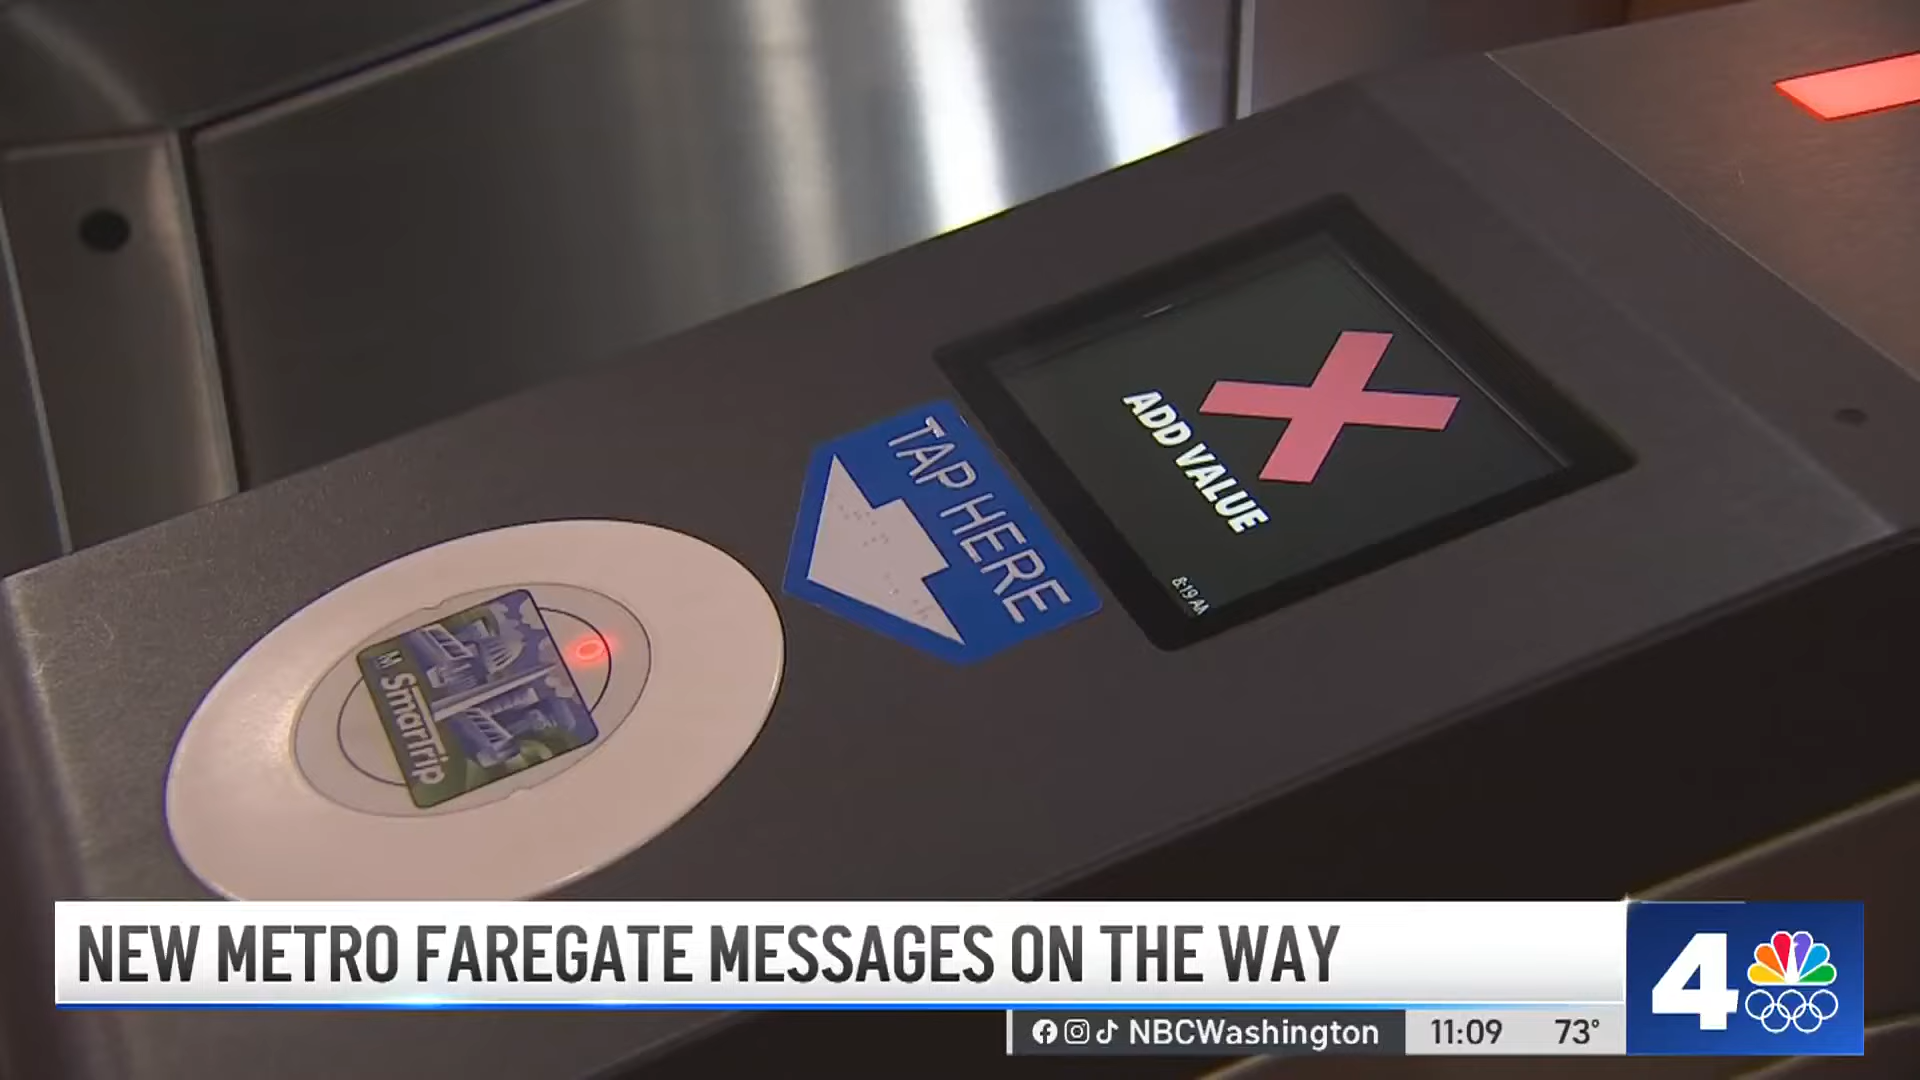 ADD VALUE
8:19 AM
TAP HERE
M SmarTrip
NEW METRO FAREGATE MESSAGES ON THE WAY
4
NBCWashington
11:09
73°